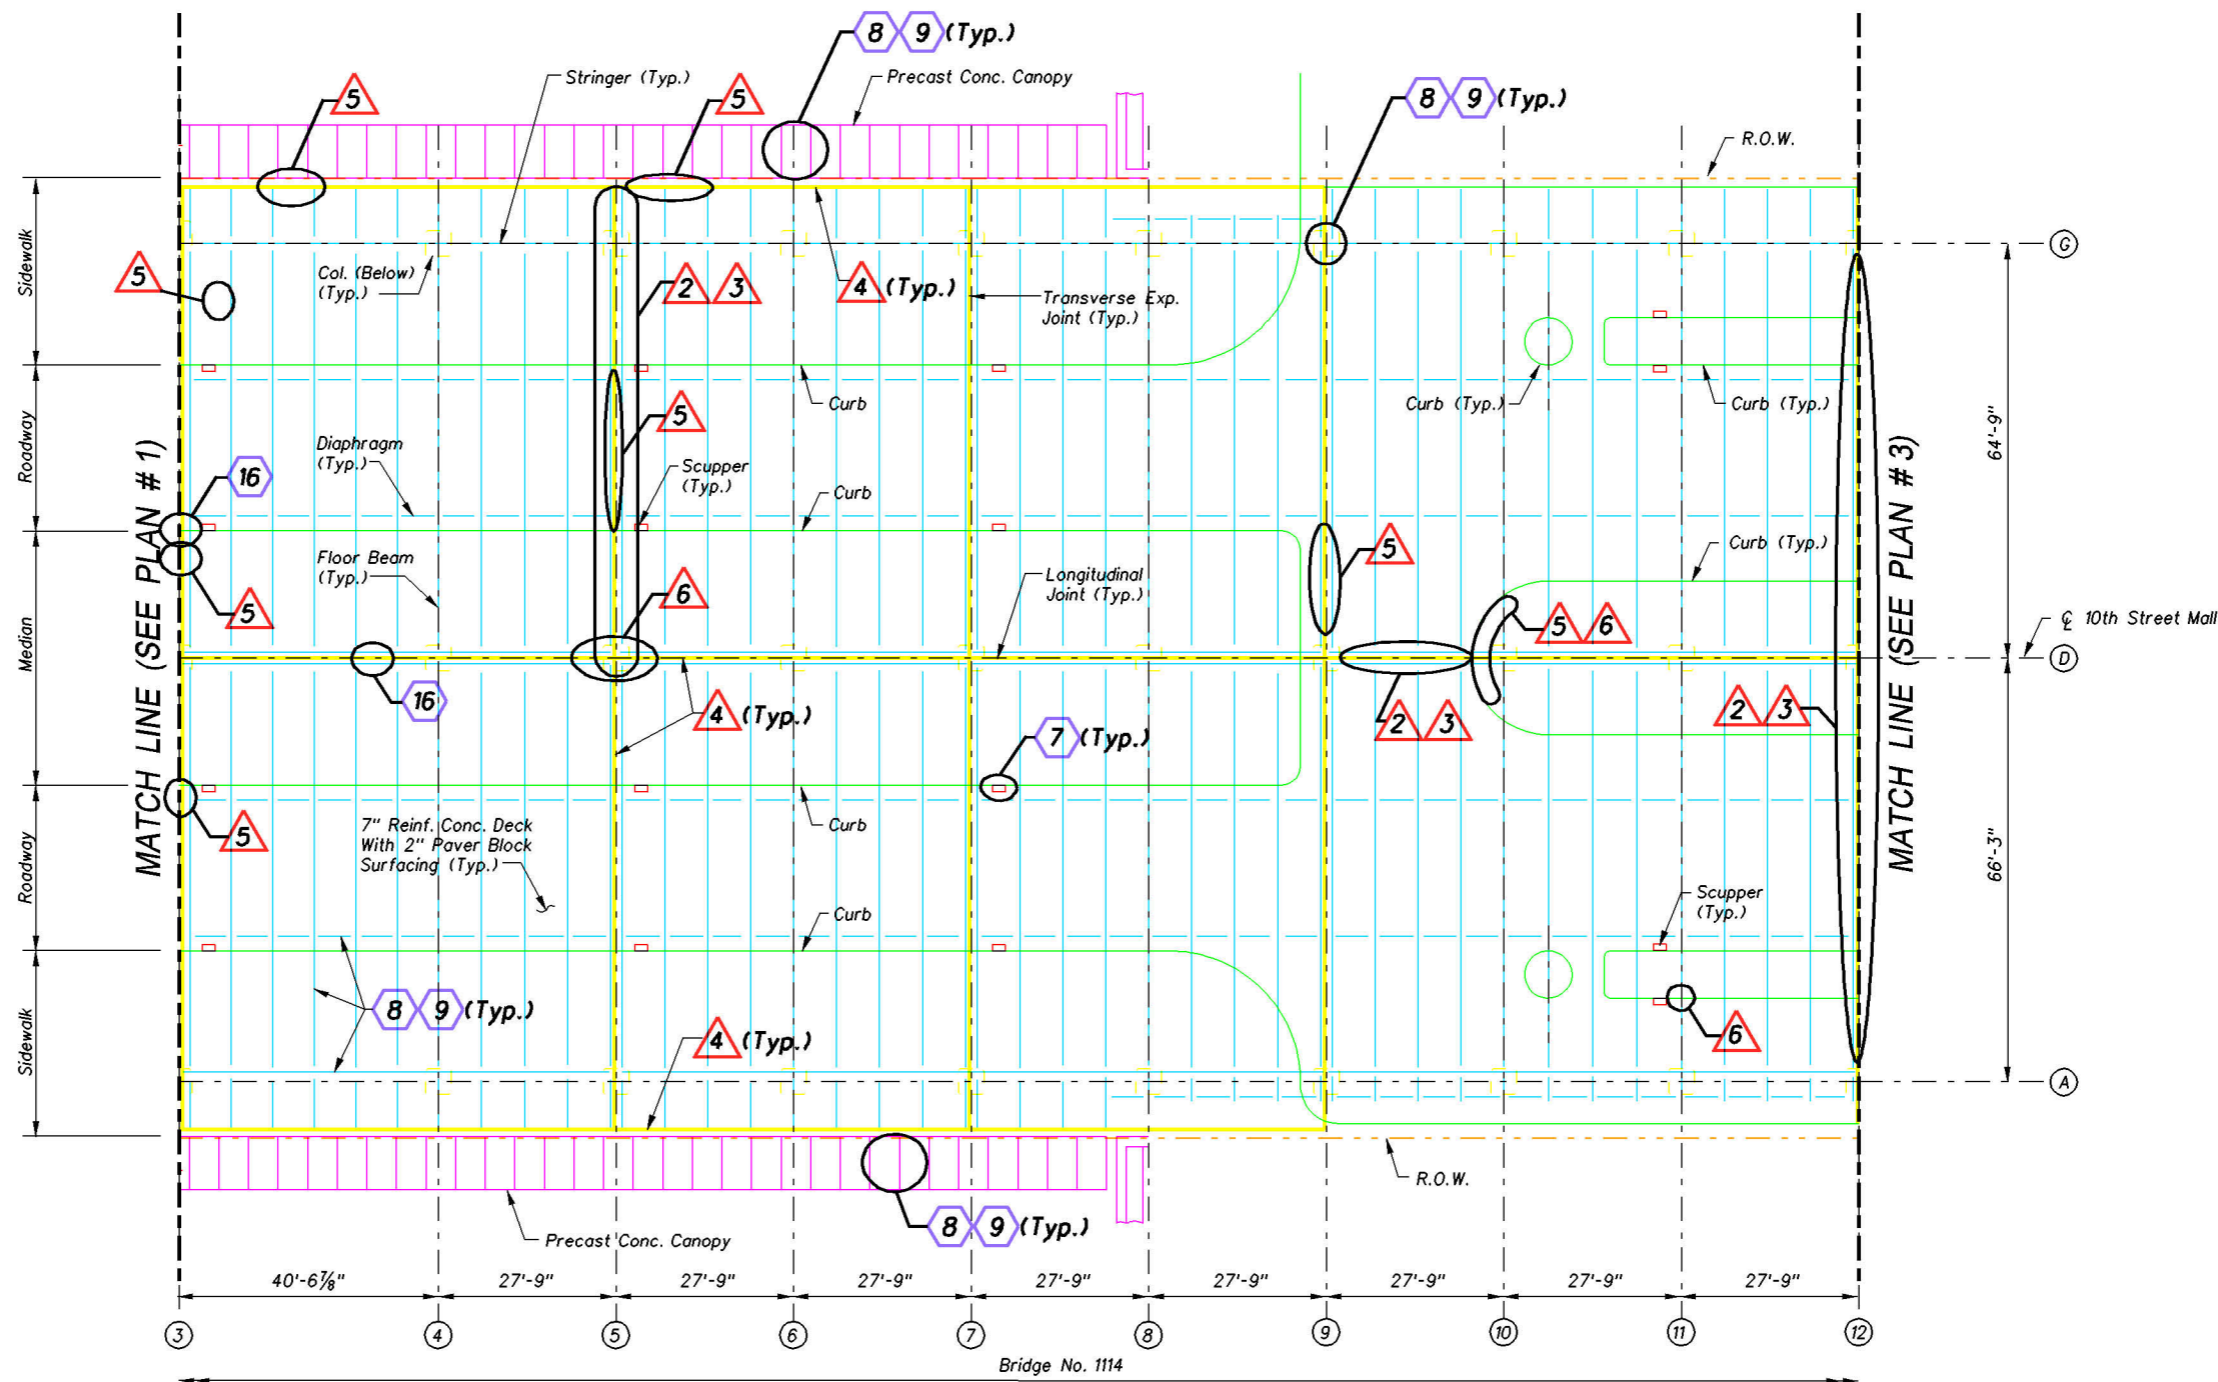 8 9 (Typ.)
Stringer (Typ.)
Precast Conc. Canopy
5
5
8 9 (Typ.)
R.O.W.
Sidewalk
G
5
Col. (Below)
(Typ.)
2 3
4 (Typ.)
Transverse Exp.
Joint (Typ.)
Roadway
5
Curb
Curb (Typ.)
Curb (Typ.)
64'-9"
MATCH LINE (SEE PLAN # 1)
MATCH LINE (SEE PLAN # 3)
Diaphragm
(Typ.)
16
Scupper
(Typ.)
Curb
5
Curb (Typ.)
Floor Beam
(Typ.)
Longitudinal
Joint (Typ.)
Median
5
6
5 6
℄ 10th Street Mall
D
16
4 (Typ.)
7 (Typ.)
2 3
2 3
5
7" Reinf. Conc. Deck
With 2" Paver Block
Surfacing (Typ.)
Curb
Roadway
66'-3"
Curb
Scupper
(Typ.)
8 9 (Typ.)
4 (Typ.)
6
Sidewalk
A
R.O.W.
8 9 (Typ.)
Precast Conc. Canopy
40'-6⅞" 27'-9" 27'-9" 27'-9" 27'-9" 27'-9" 27'-9" 27'-9" 27'-9"
3 4 5 6 7 8 9 10 11 12
Bridge No. 1114